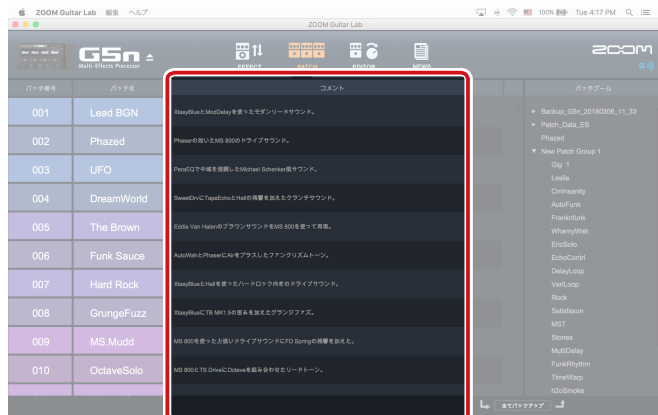 ZOOM Guitar Lab 編集 ヘルプ 100% Tue 4:17 PM
ZOOM Guitar Lab
G5n
Multi-Effects Processor
EFFECT PATCH EDITOR NEWS
ZOOM
パッチ番号 パッチ名 コメント パッチプール
001 Lead BGN XtasyBlueとModDelayを使ったモダンリードサウンド。
002 Phazed Phaserの効いたMS 800のドライブサウンド。
003 UFO ParaEQで中域を強調したMichael Schenker風サウンド。
004 DreamWorld SweetDrvにTapeEchoとHallの残響を加えたクランチサウンド。
005 The Brown Eddie Van HalenのブラウンサウンドをMS 800を使って再現。
006 Funk Sauce AutoWahとPhaserにAirをプラスしたファンクリズムトーン。
007 Hard Rock XtasyBlueとHallを使ったハードロック向きのドライブサウンド。
008 GrungeFuzz XtasyBlueにTB MK1.5の歪みを加えたグランジファズ。
009 MS.Mudd MS 800を使った力強いドライブサウンドにFD Springの残響を加えた。
010 OctaveSolo MS 800とTS DriveにOctaveを組み合わせたリードトーン。
Backup_G5n_20180306_11_33
Patch_Data_ES
Phazed
New Patch Group 1
Gig 1
Leslie
Cminsanity
AutoFunk
Franknfunk
WhamyWah
EricSolo
EchoContrl
DelayLoop
VariLoop
Rock
Satisfaxun
MST
Stones
MultiDelay
FunkRhythm
TimeWarp
h2oSmoke
全てバックアップ